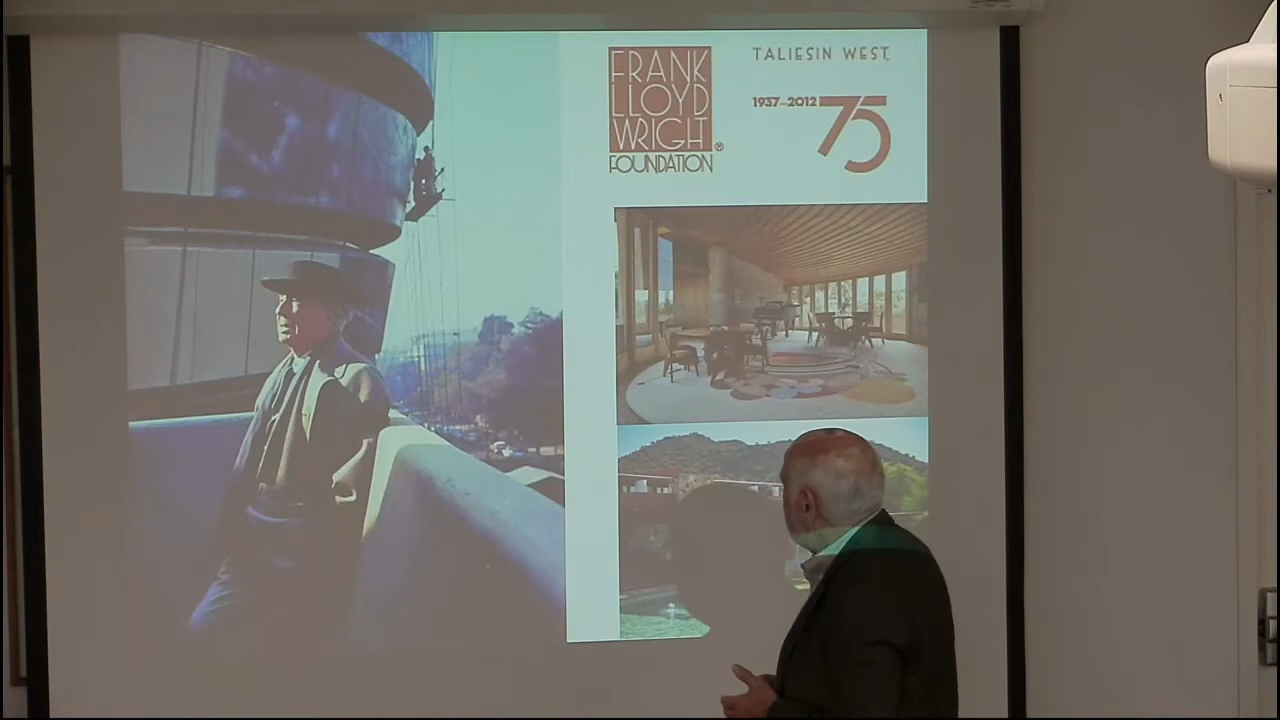 FRANK
LLOYD
WRIGHT
FOUNDATION
TALIESIN WEST
1937-2012 75